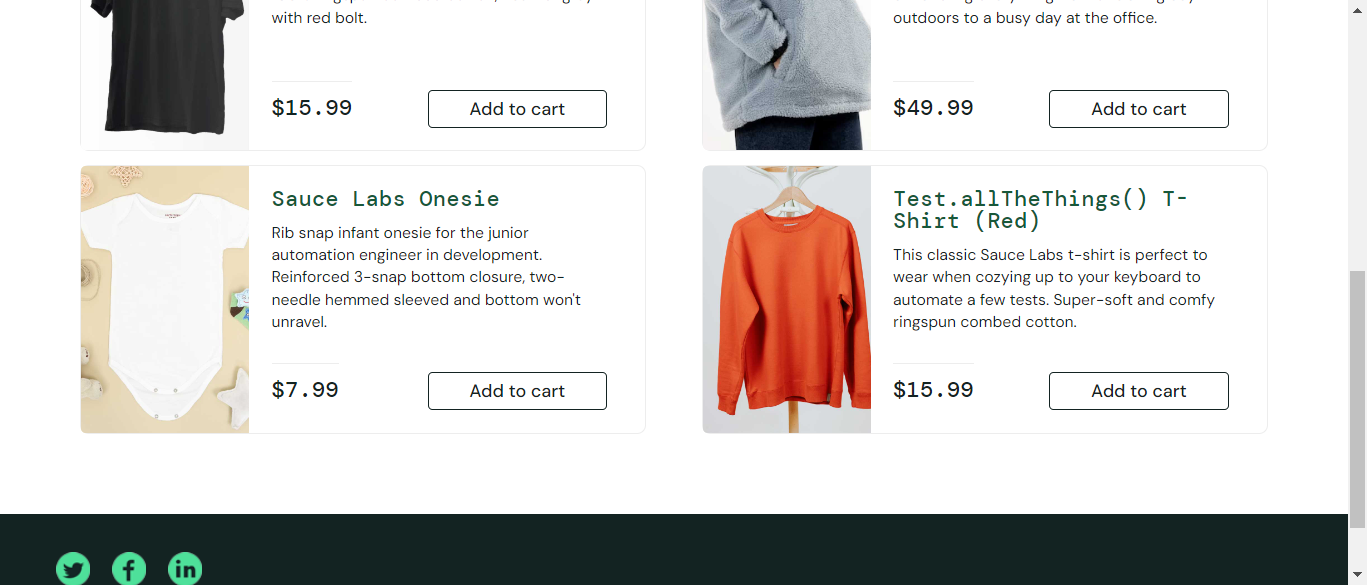 with red bolt.
outdoors to a busy day at the office.
$15.99
Add to cart
$49.99
Add to cart
Sauce Labs Onesie
Rib snap infant onesie for the junior
automation engineer in development.
Reinforced 3-snap bottom closure, two-
needle hemmed sleeved and bottom won't
unravel.
$7.99
Add to cart
Test.allTheThings() T-
Shirt (Red)
This classic Sauce Labs t-shirt is perfect to
wear when cozying up to your keyboard to
automate a few tests. Super-soft and comfy
ringspun combed cotton.
$15.99
Add to cart